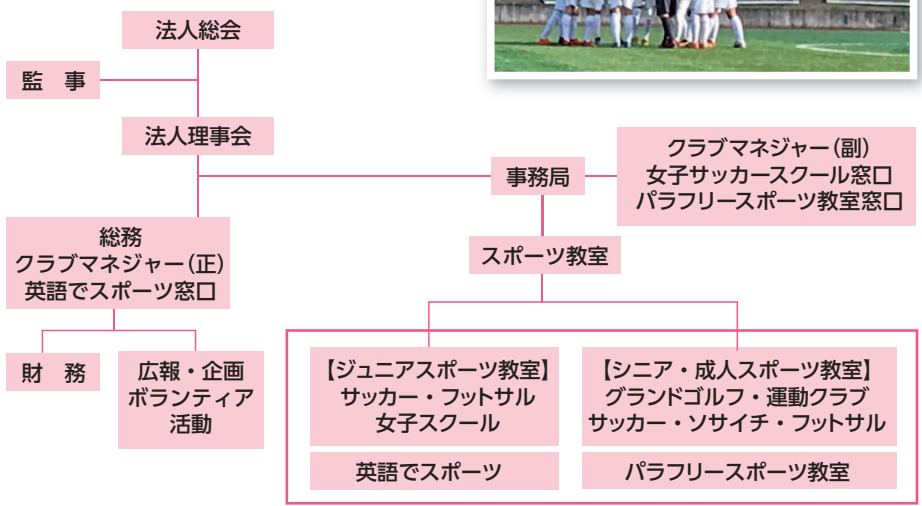 法人総会
監　事
法人理事会
事務局
クラブマネジャー（副）
女子サッカースクール窓口
パラフリースポーツ教室窓口
総務
クラブマネジャー（正）
英語でスポーツ窓口
スポーツ教室
財　務
広報・企画
ボランティア
活動
【ジュニアスポーツ教室】
サッカー・フットサル
女子スクール
英語でスポーツ
【シニア・成人スポーツ教室】
グランドゴルフ・運動クラブ
サッカー・ソサイチ・フットサル
パラフリースポーツ教室